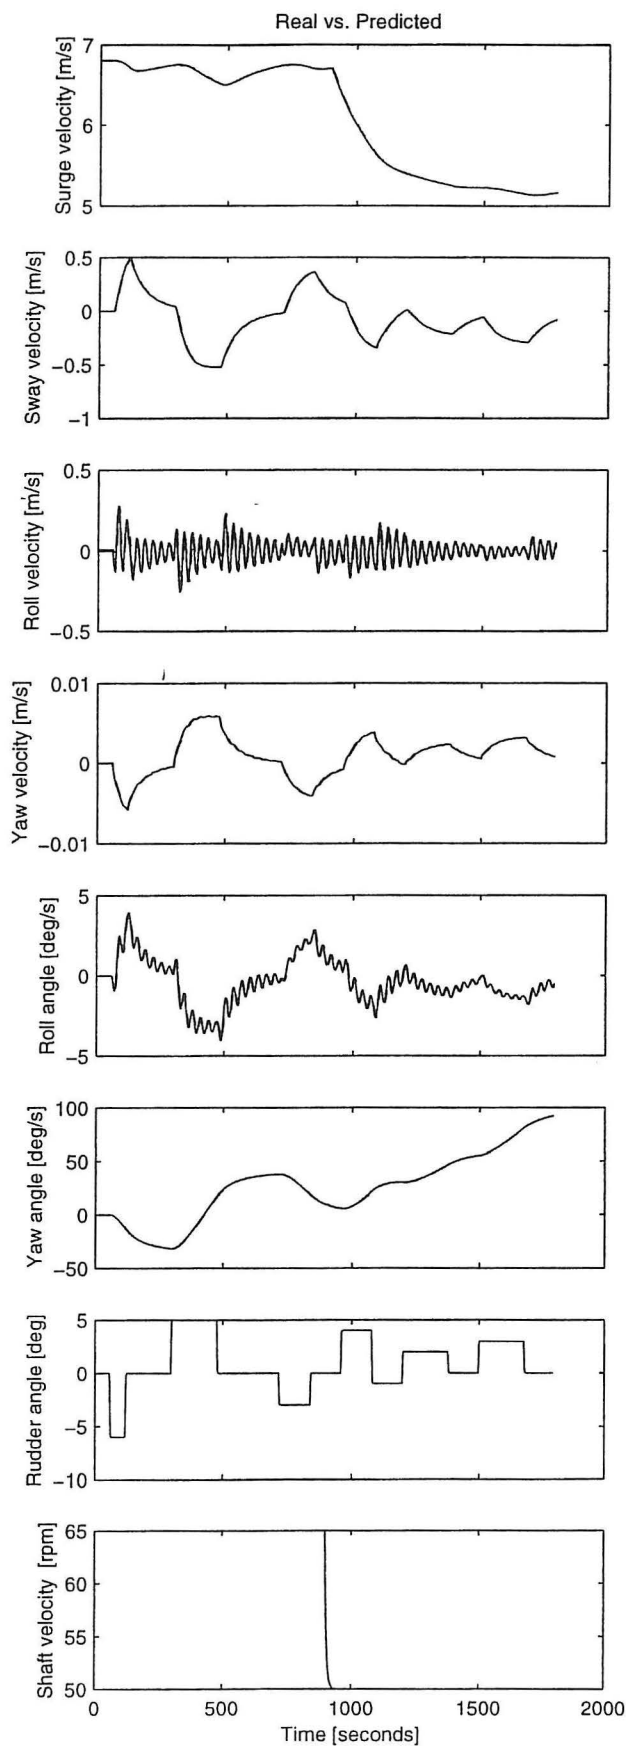 Real vs. Predicted
Surge velocity [m/s]
7
6
5
Sway velocity [m/s]
0.5
0
−0.5
−1
Roll velocity [m/s]
0.5
0
−0.5
Yaw velocity [m/s]
0.01
0
−0.01
Roll angle [deg/s]
5
0
−5
Yaw angle [deg/s]
100
50
0
−50
Rudder angle [deg]
5
0
−5
−10
Shaft velocity [rpm]
65
60
55
50
0 500 1000 1500 2000
Time [seconds]